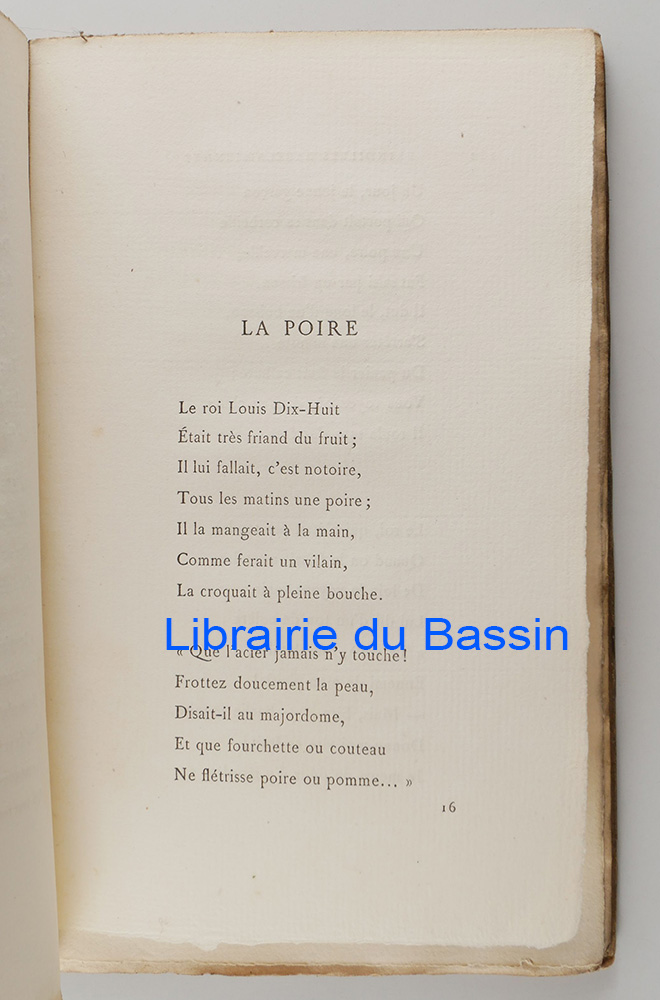 LA POIRE
Le roi Louis Dix-Huit
Était très friand du fruit ;
Il lui fallait, c'est notoire,
Tous les matins une poire ;
Il la mangeait à la main,
Comme ferait un vilain,
La croquait à pleine bouche.
Librairie du Bassin
« Que l'acier jamais n'y touche !
Frottez doucement la peau,
Disait-il au majordome,
Et que fourchette ou couteau
Ne flétrisse poire ou pomme... »
16